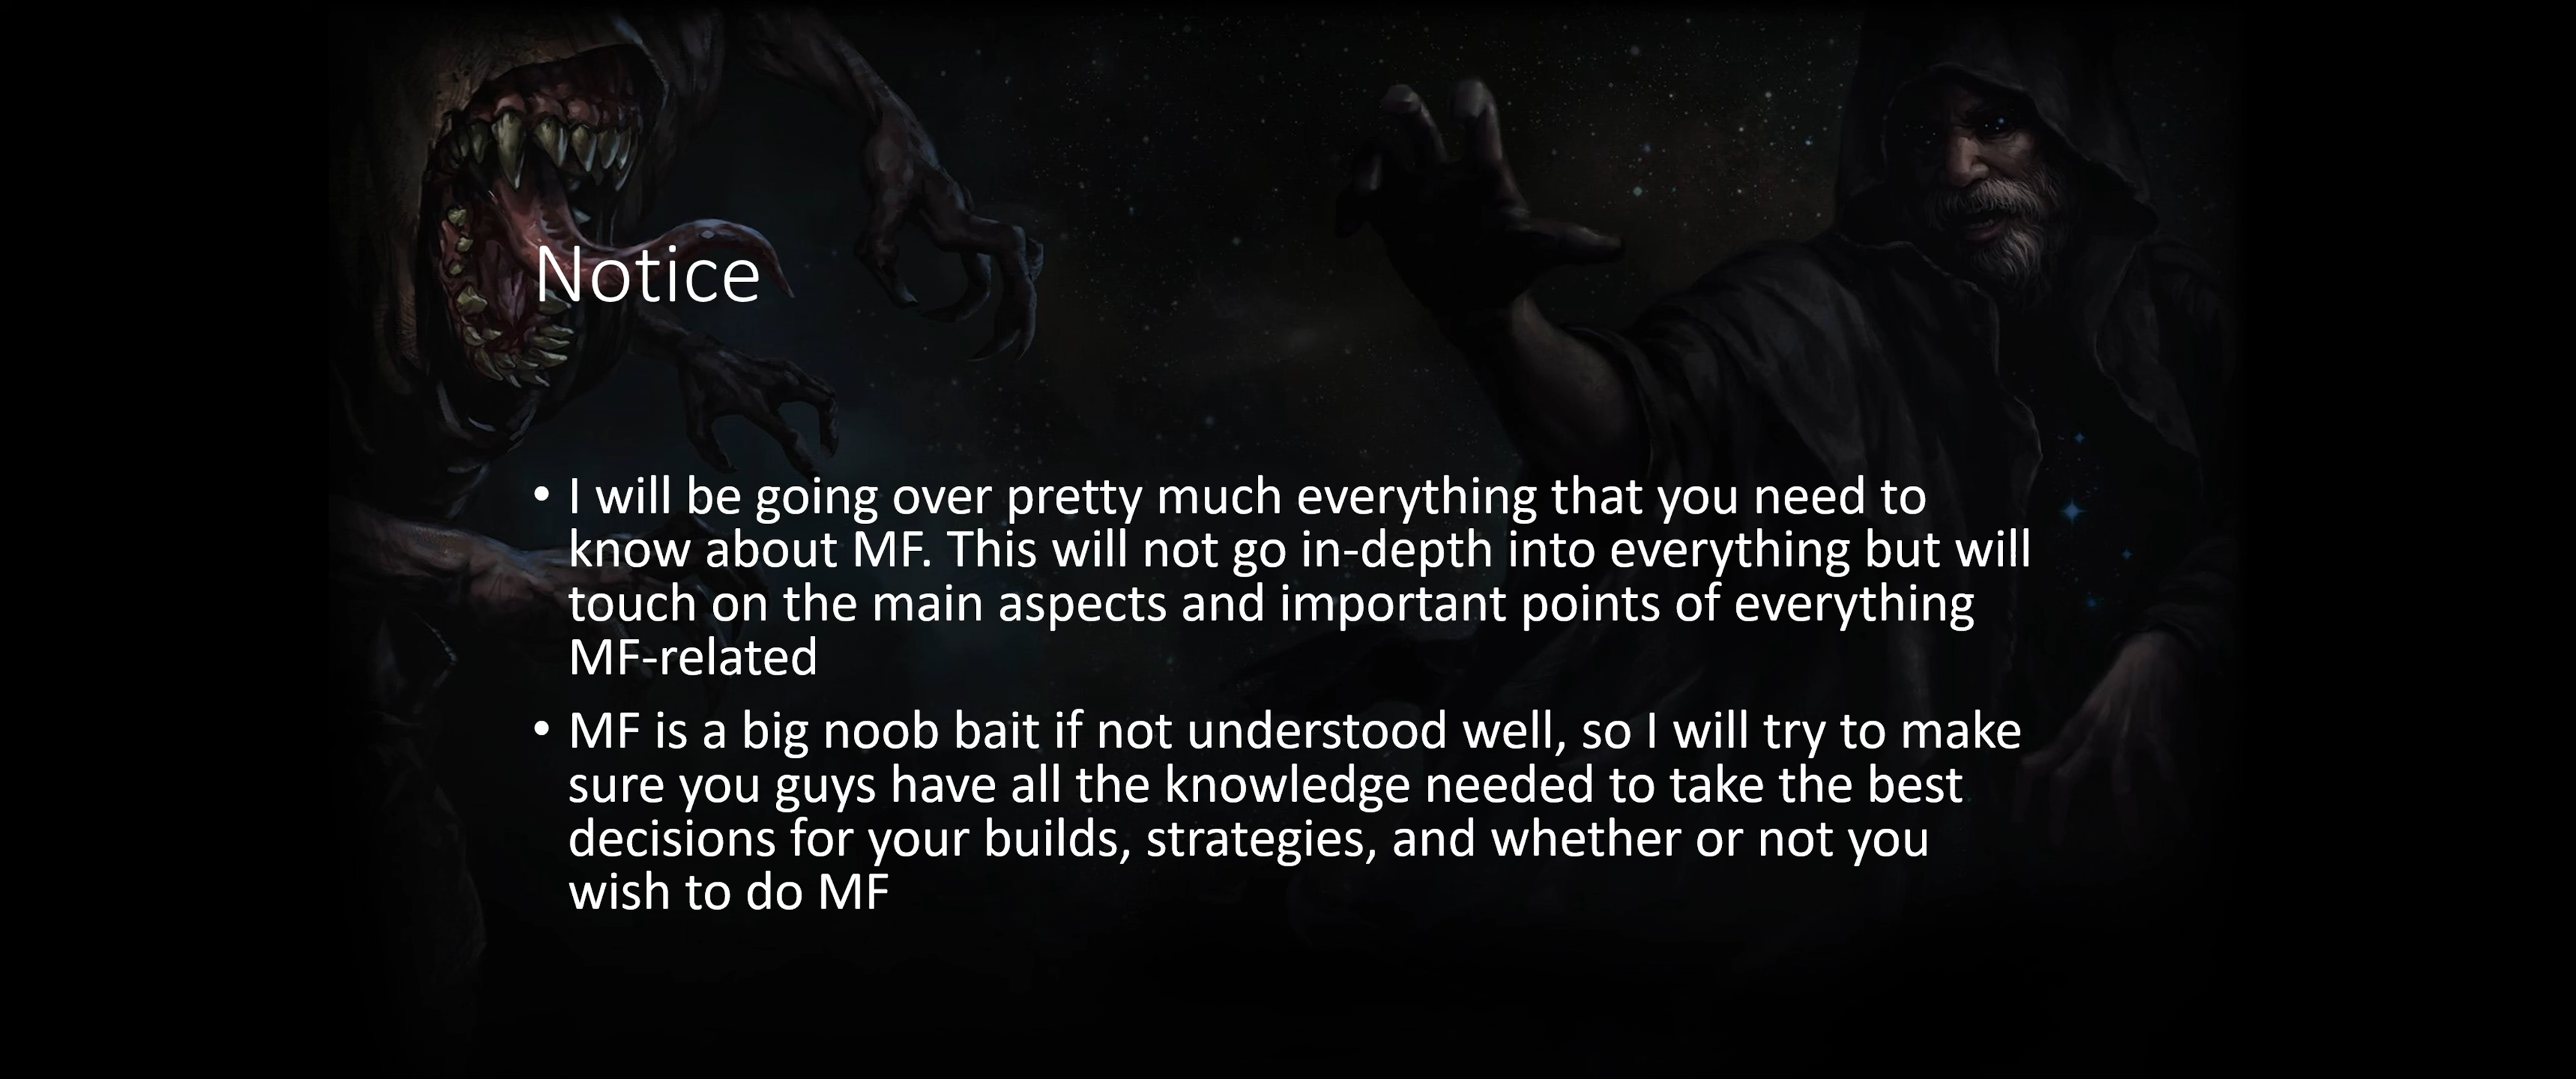 Notice
• I will be going over pretty much everything that you need to
know about MF. This will not go in-depth into everything but will
touch on the main aspects and important points of everything
MF-related
• MF is a big noob bait if not understood well, so I will try to make
sure you guys have all the knowledge needed to take the best
decisions for your builds, strategies, and whether or not you
wish to do MF